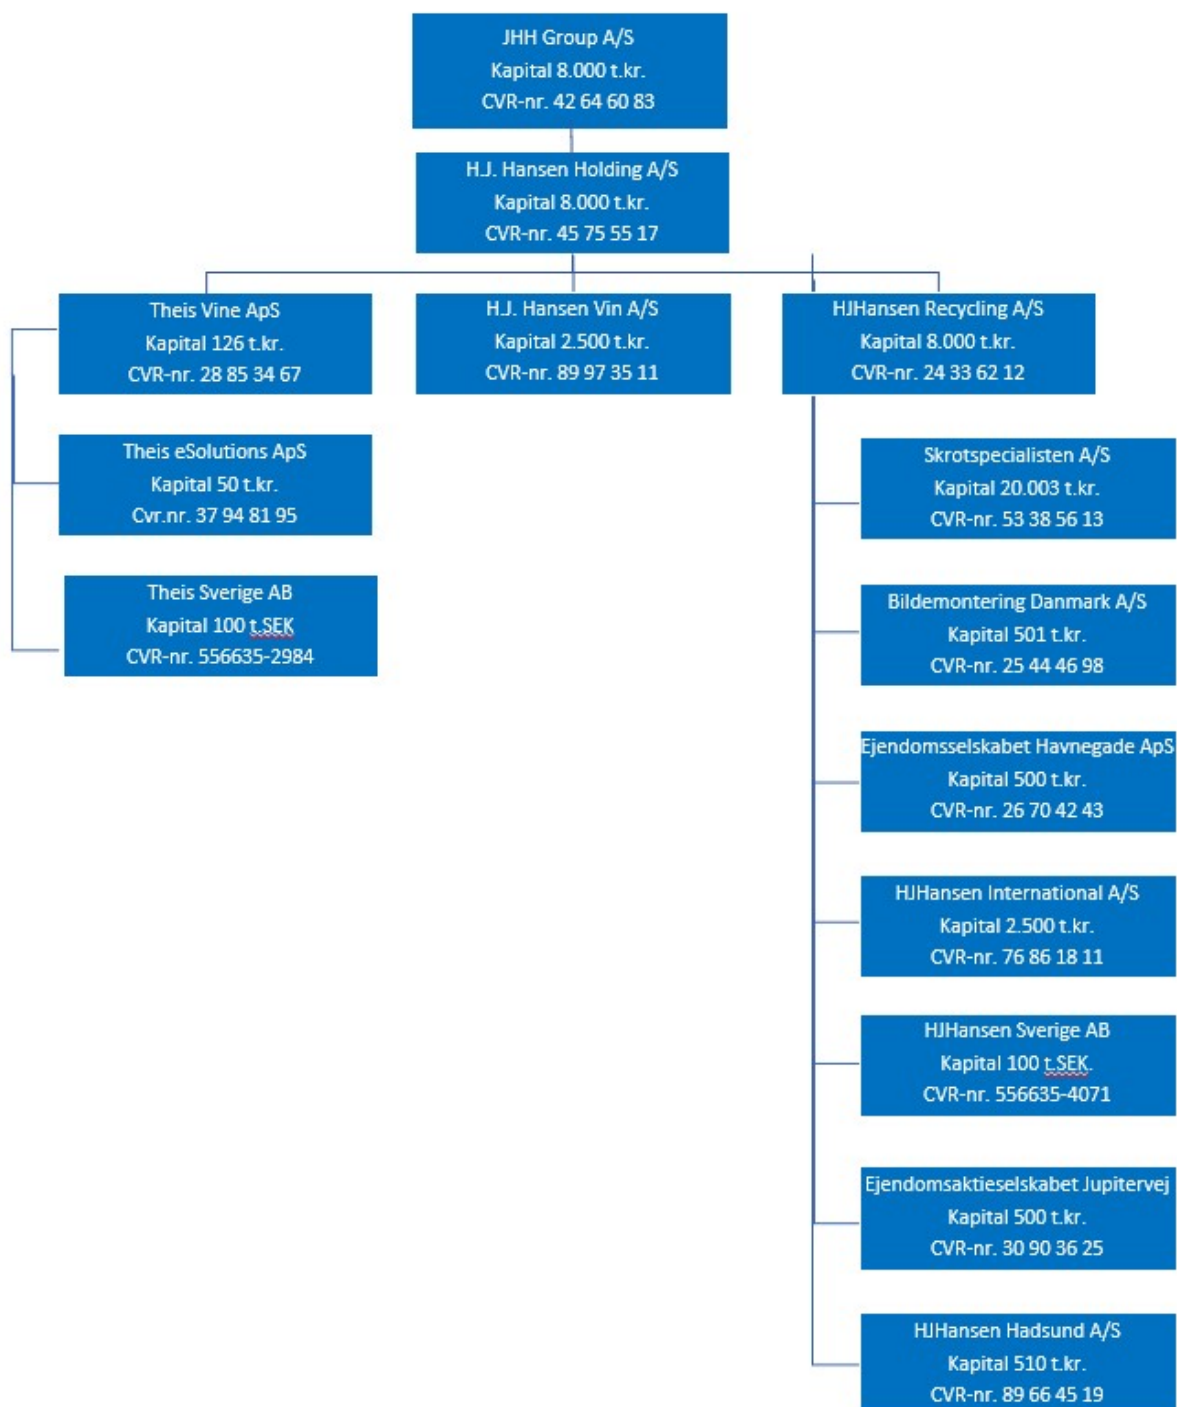 JHH Group A/S
Kapital 8.000 t.kr.
CVR-nr. 42 64 60 83
H.J. Hansen Holding A/S
Kapital 8.000 t.kr.
CVR-nr. 45 75 55 17
Theis Vine ApS
Kapital 126 t.kr.
CVR-nr. 28 85 34 67
H.J. Hansen Vin A/S
Kapital 2.500 t.kr.
CVR-nr. 89 97 35 11
HJHansen Recycling A/S
Kapital 8.000 t.kr.
CVR-nr. 24 33 62 12
Theis eSolutions ApS
Kapital 50 t.kr.
Cvr.nr. 37 94 81 95
Theis Sverige AB
Kapital 100 t.SEK
CVR-nr. 556635-2984
Skrotspecialisten A/S
Kapital 20.003 t.kr.
CVR-nr. 53 38 56 13
Bildemontering Danmark A/S
Kapital 501 t.kr.
CVR-nr. 25 44 46 98
Ejendomsselskabet Havnegade ApS
Kapital 500 t.kr.
CVR-nr. 26 70 42 43
HJHansen International A/S
Kapital 2.500 t.kr.
CVR-nr. 76 86 18 11
HJHansen Sverige AB
Kapital 100 t.SEK.
CVR-nr. 556635-4071
Ejendomsaktieselskabet Jupitervej
Kapital 500 t.kr.
CVR-nr. 30 90 36 25
HJHansen Hadsund A/S
Kapital 510 t.kr.
CVR-nr. 89 66 45 19